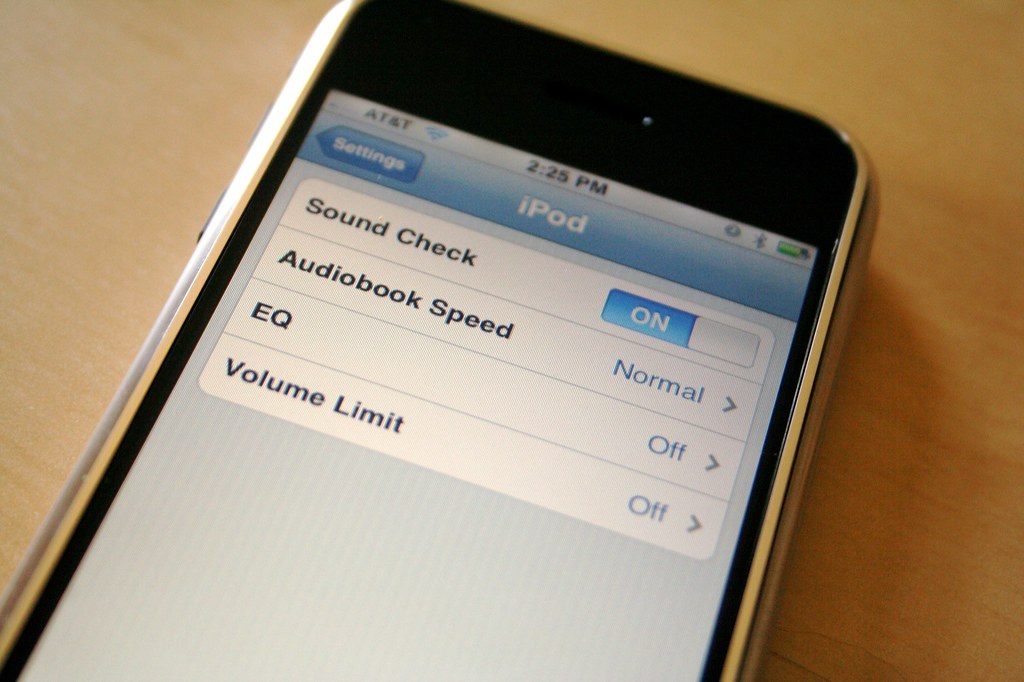 AT&T 2:25 PM
Settings iPod
Sound Check ON
Audiobook Speed Normal
EQ Off
Volume Limit Off